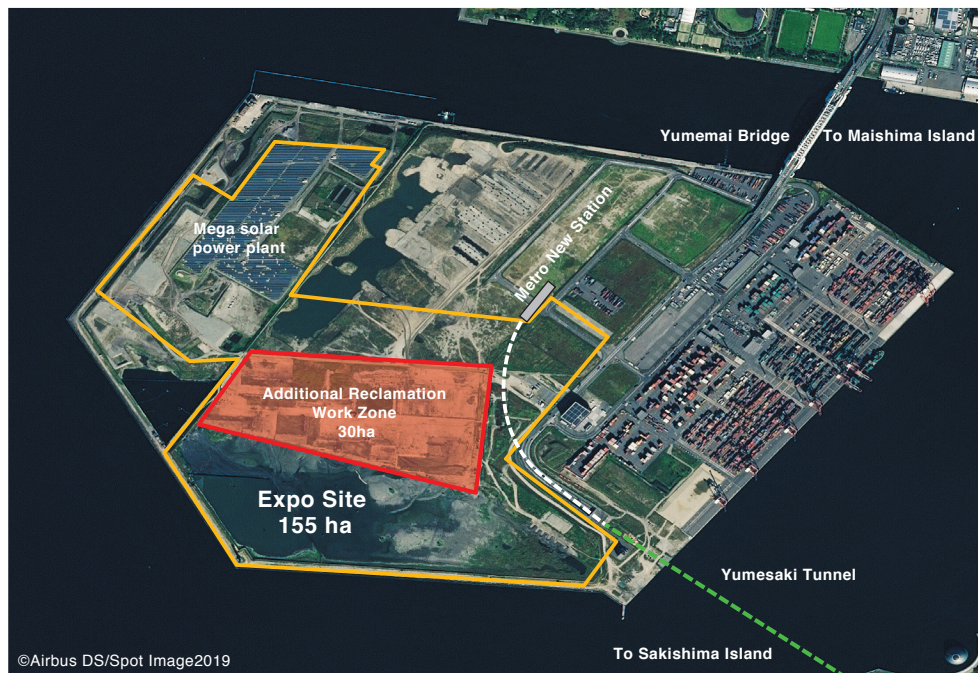 Yumemai Bridge
To Maishima Island
Mega solar
power plant
Metro New Station
Additional Reclamation
Work Zone
30ha
Expo Site
155 ha
Yumesaki Tunnel
To Sakishima Island
©Airbus DS/Spot Image2019